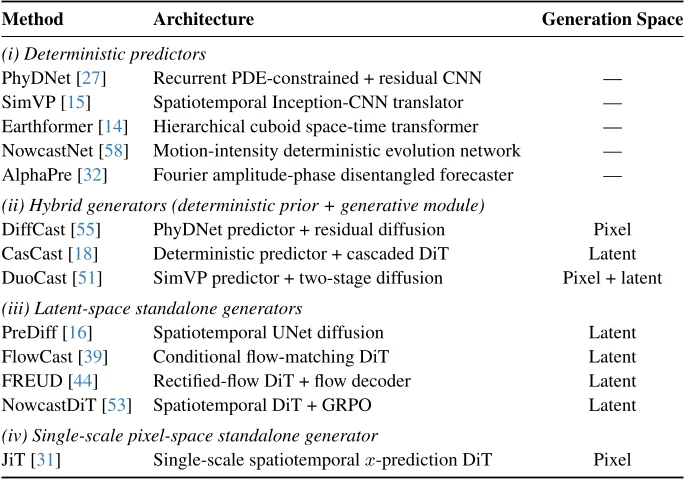 Method Architecture Generation Space
(i) Deterministic predictors
PhyDNet [27] Recurrent PDE-constrained + residual CNN —
SimVP [15] Spatiotemporal Inception-CNN translator —
Earthformer [14] Hierarchical cuboid space-time transformer —
NowcastNet [58] Motion-intensity deterministic evolution network —
AlphaPre [32] Fourier amplitude-phase disentangled forecaster —
(ii) Hybrid generators (deterministic prior + generative module)
DiffCast [55] PhyDNet predictor + residual diffusion Pixel
CasCast [18] Deterministic predictor + cascaded DiT Latent
DuoCast [51] SimVP predictor + two-stage diffusion Pixel + latent
(iii) Latent-space standalone generators
PreDiff [16] Spatiotemporal UNet diffusion Latent
FlowCast [39] Conditional flow-matching DiT Latent
FREUD [44] Rectified-flow DiT + flow decoder Latent
NowcastDiT [53] Spatiotemporal DiT + GRPO Latent
(iv) Single-scale pixel-space standalone generator
JiT [31] Single-scale spatiotemporal x-prediction DiT Pixel